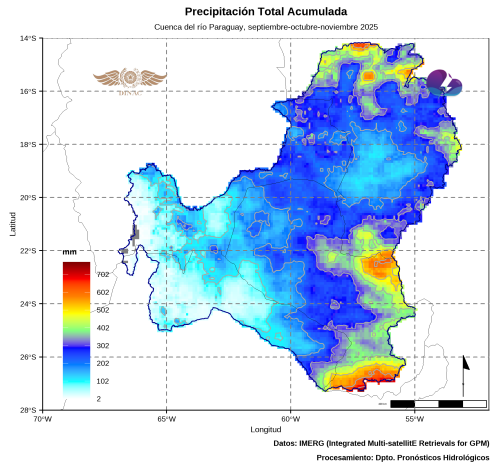 Precipitación Total Acumulada
Cuenca del río Paraguay, septiembre-octubre-noviembre 2025
14°S
16°S
18°S
20°S
22°S
24°S
26°S
28°S
Latitud
DINAC
mm
702
602
502
402
302
202
102
2
70°W
65°W
60°W
55°W
Longitud
Datos: IMERG (Integrated Multi-satellitE Retrievals for GPM)
Procesamiento: Dpto. Pronósticos Hidrológicos